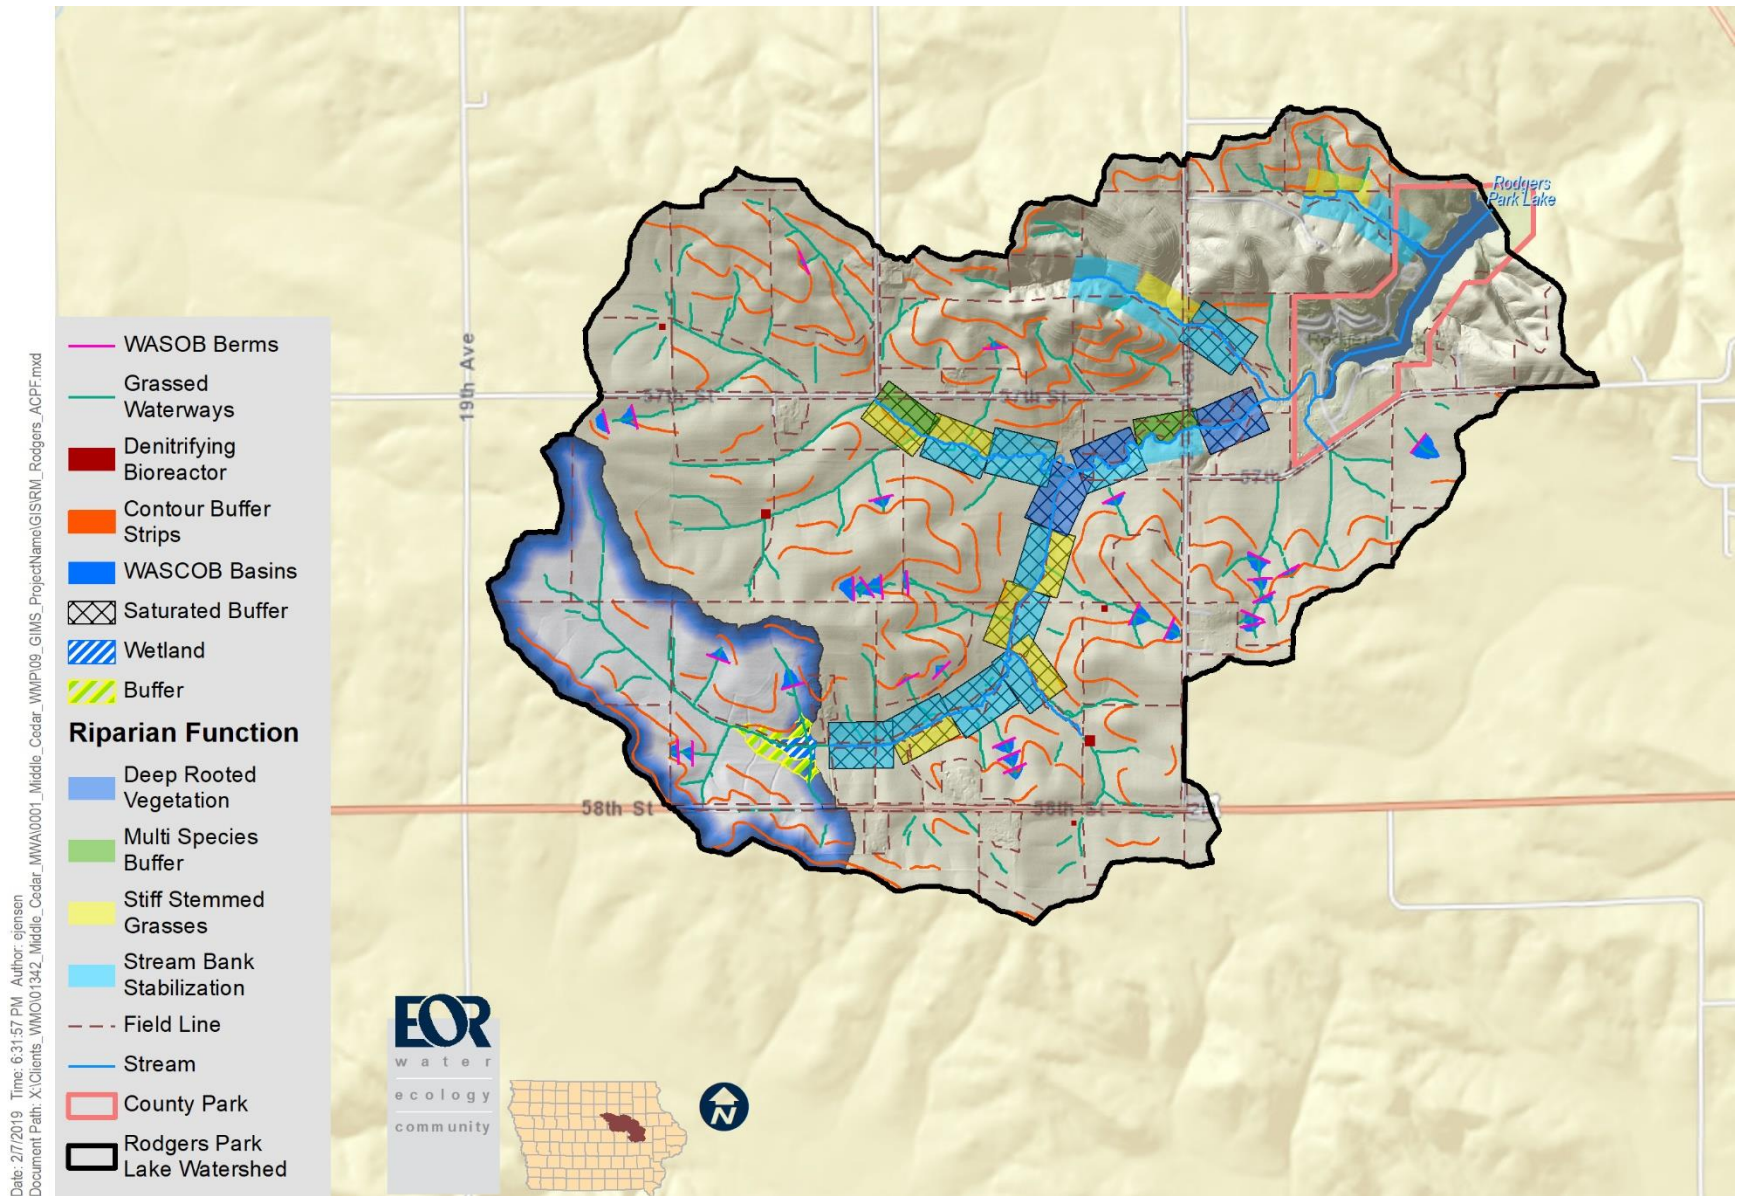 Date: 2/7/2019 Time: 6:31:57 PM Author: ejensen
Document Path: X:\Clients_WMO\01342_Middle_Cedar_MWA\0001_Middle_Cedar_WMP\09_GIMS_ProjectName\GIS\RM_Rodgers_ACPF.mxd
WASOB Berms
Grassed
Waterways
Denitrifying
Bioreactor
Contour Buffer
Strips
WASCOB Basins
Saturated Buffer
Wetland
Buffer
Riparian Function
Deep Rooted
Vegetation
Multi Species
Buffer
Stiff Stemmed
Grasses
Stream Bank
Stabilization
Field Line
Stream
County Park
Rodgers Park
Lake Watershed
Rodgers
Park Lake
19th Ave
57th St
57th St
57th
58th St
58th St
EOR
water
ecology
community
N